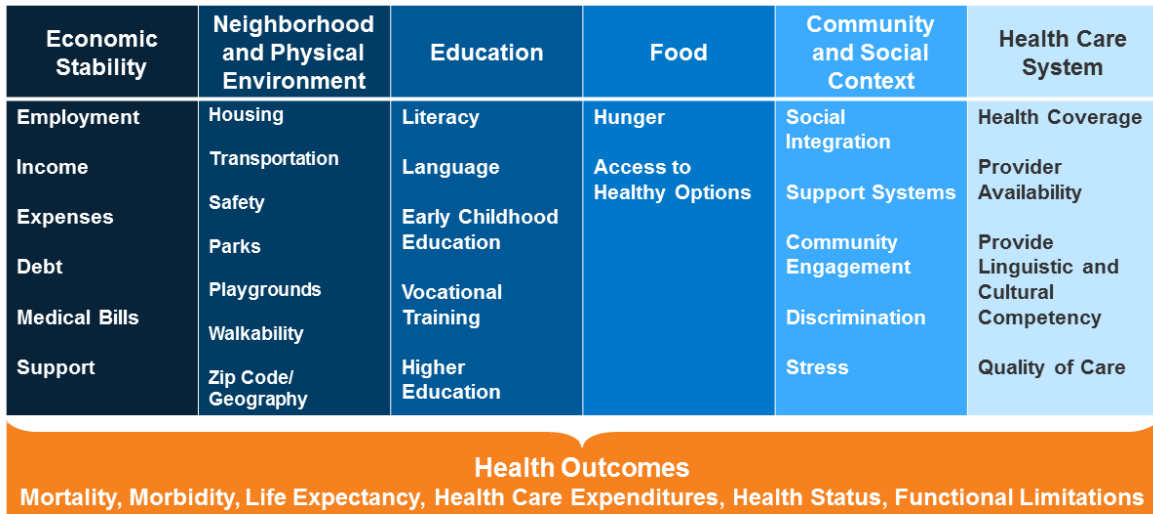 Economic
Stability
Neighborhood
and Physical
Environment
Education
Food
Community
and Social
Context
Health Care
System
Employment
Income
Expenses
Debt
Medical Bills
Support
Housing
Transportation
Safety
Parks
Playgrounds
Walkability
Zip Code/
Geography
Literacy
Language
Early Childhood
Education
Vocational
Training
Higher
Education
Hunger
Access to
Healthy Options
Social
Integration
Support Systems
Community
Engagement
Discrimination
Stress
Health Coverage
Provider
Availability
Provide
Linguistic and
Cultural
Competency
Quality of Care
Health Outcomes
Mortality, Morbidity, Life Expectancy, Health Care Expenditures, Health Status, Functional Limitations